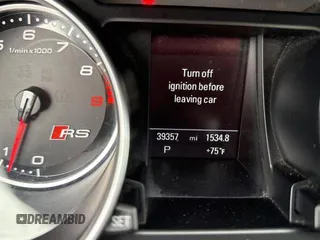 1/min x 1000
8
9
RS
1
0
Turn off
ignition before
leaving car
39357 mi 1534.8
P +75°F
SET
DREAMBID